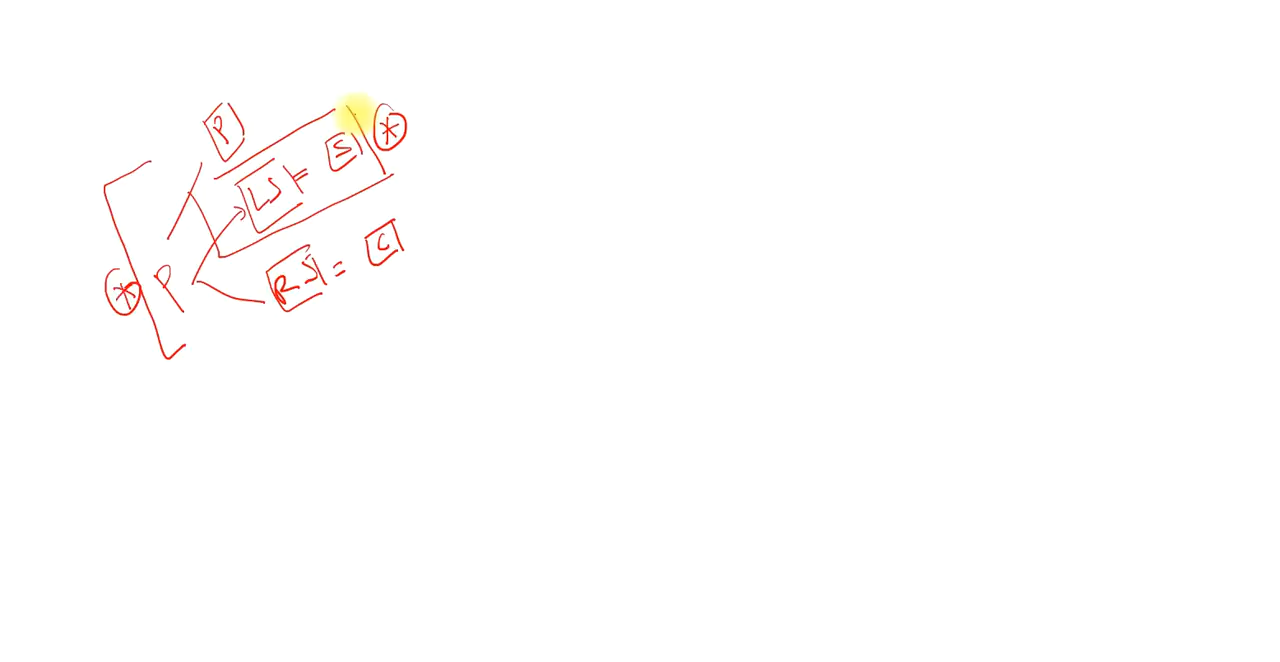 P
LS = S *
* P
RS = C